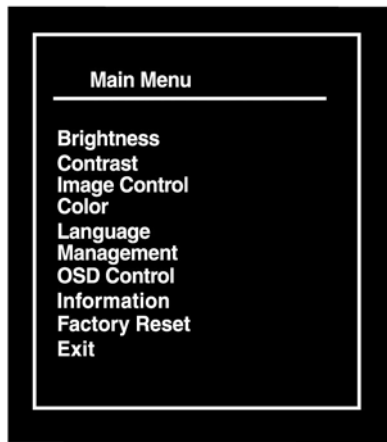 Main Menu
Brightness
Contrast
Image Control
Color
Language
Management
OSD Control
Information
Factory Reset
Exit